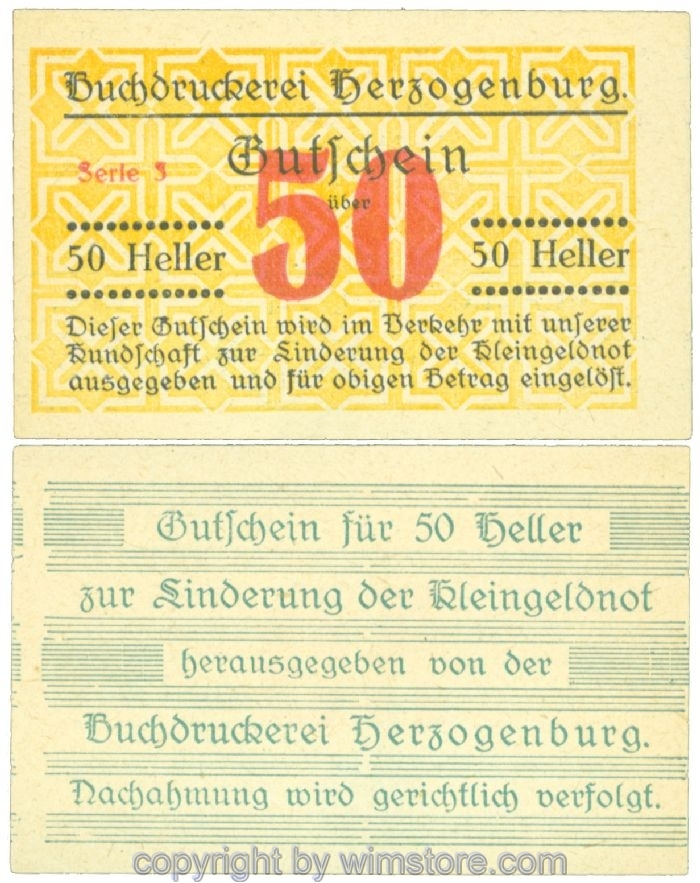 Buchdruckerei Herzogenburg.
Gutschein
Serie J
50
über
50 Heller
50 Heller
Dieser Gutschein wird im Verkehr mit unserer
Kundschaft zur Linderung der Kleingeldnot
ausgegeben und für obigen Betrag eingelöst.
Gutschein für 50 Heller
zur Linderung der Kleingeldnot
herausgegeben von der
Buchdruckerei Herzogenburg.
Nachahmung wird gerichtlich verfolgt.
copyright by wimstore.com